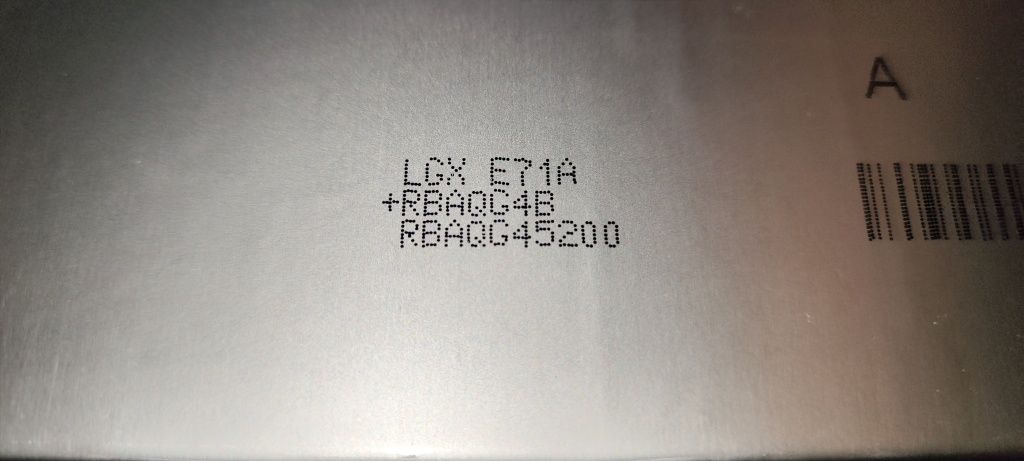 A
LGX E71A
+RBAQG4B
RBAQG45200